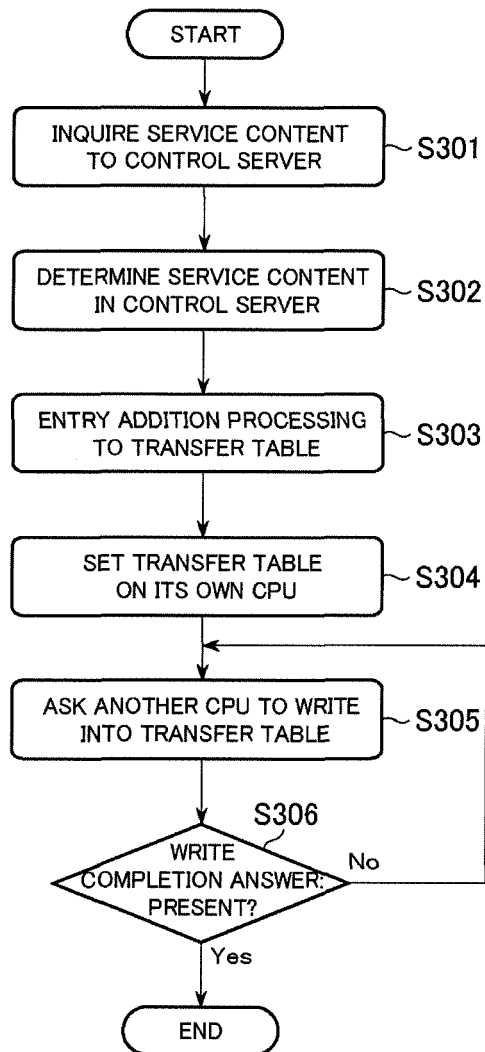 START
INQUIRE SERVICE CONTENT
TO CONTROL SERVER
S301
DETERMINE SERVICE CONTENT
IN CONTROL SERVER
S302
ENTRY ADDITION PROCESSING
TO TRANSFER TABLE
S303
SET TRANSFER TABLE
ON ITS OWN CPU
S304
ASK ANOTHER CPU TO WRITE
INTO TRANSFER TABLE
S305
S306
WRITE
COMPLETION ANSWER:
PRESENT?
No
Yes
END